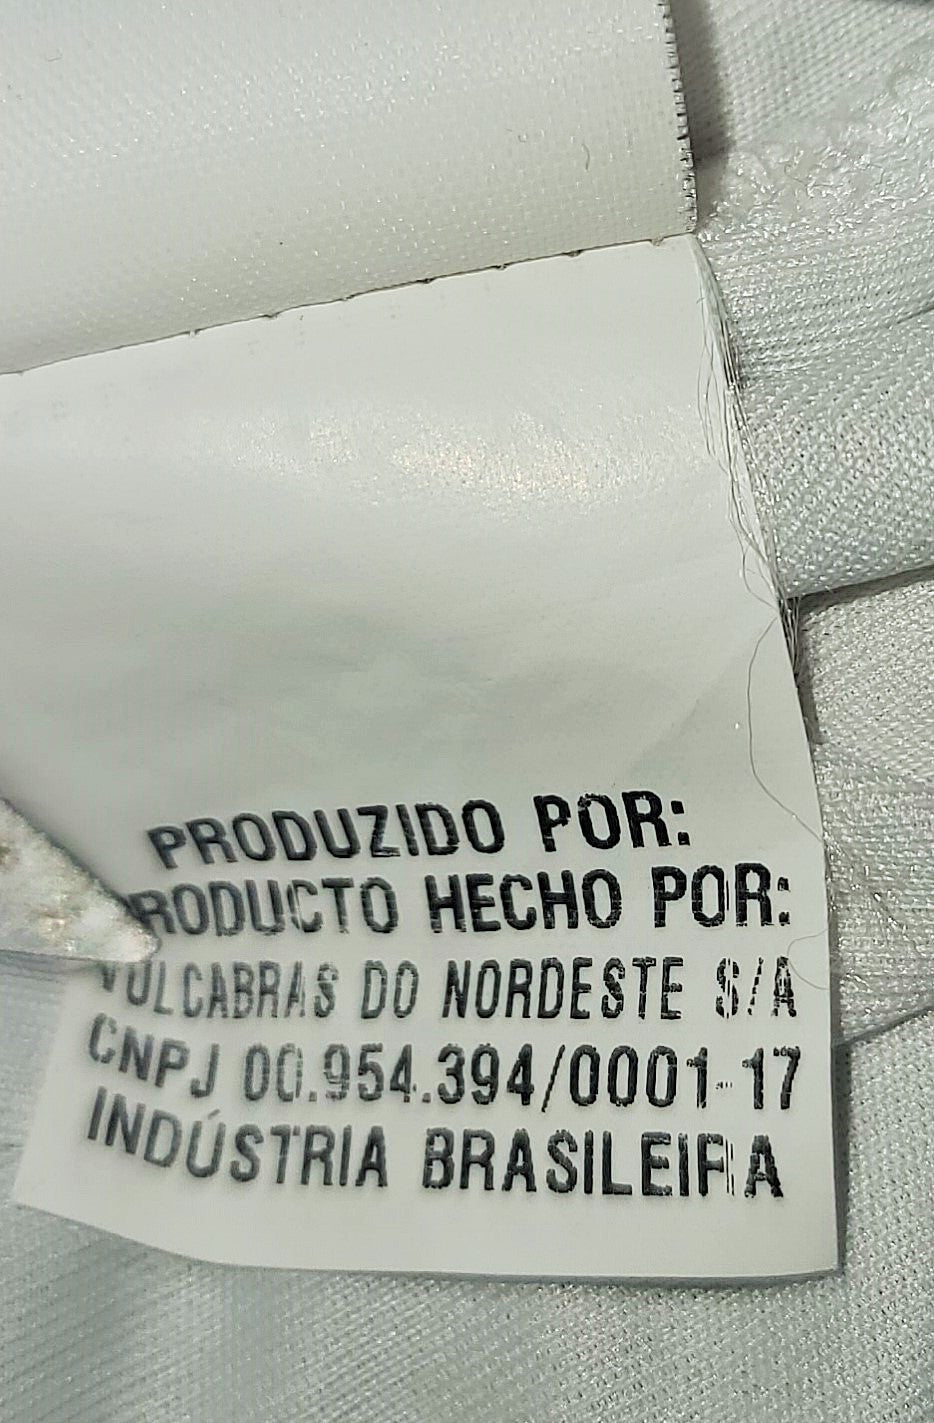 PRODUZIDO POR:
PRODUCTO HECHO POR:
VULCABRAS DO NORDESTE S/A
CNPJ 00.954.394/0001-17
INDÚSTRIA BRASILEIRA